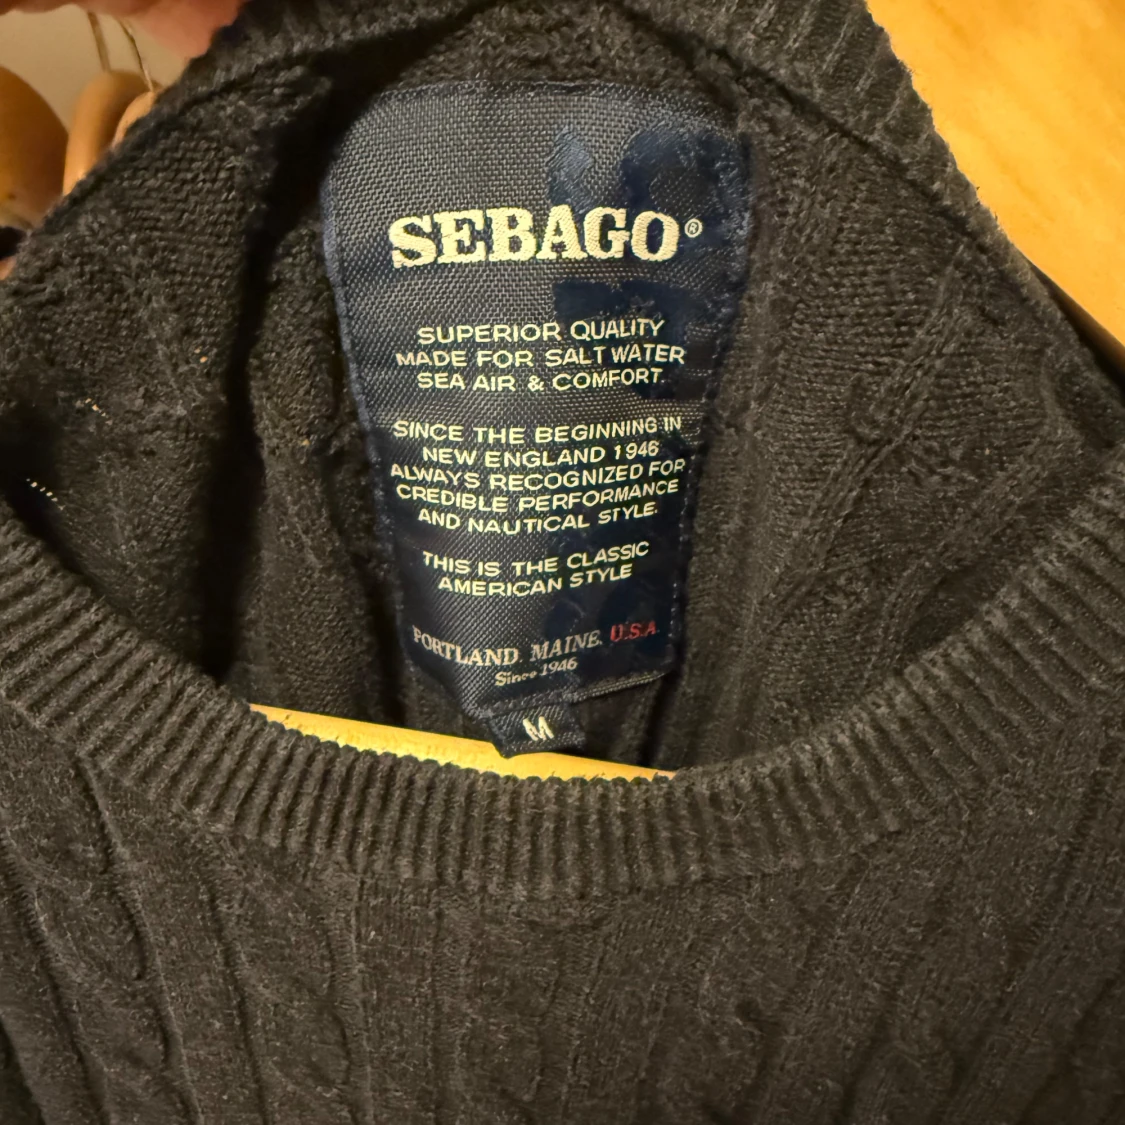 SEBAGO®
SUPERIOR QUALITY
MADE FOR SALT WATER
SEA AIR & COMFORT.
SINCE THE BEGINNING IN
NEW ENGLAND 1946
ALWAYS RECOGNIZED FOR
CREDIBLE PERFORMANCE
AND NAUTICAL STYLE.
THIS IS THE CLASSIC
AMERICAN STYLE
PORTLAND. MAINE. U.S.A.
Since 1946
M